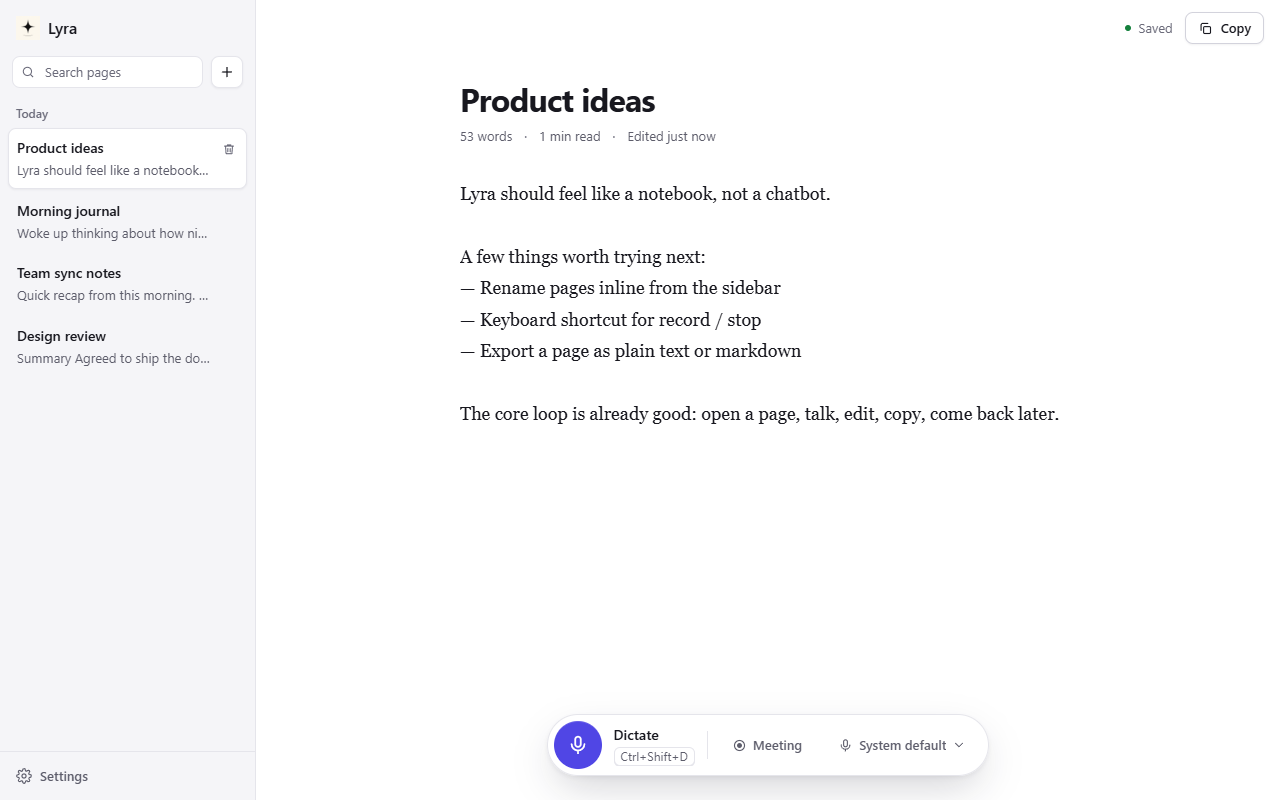 Lyra
Search pages
Today
Product ideas
Lyra should feel like a notebook...
Morning journal
Woke up thinking about how ni...
Team sync notes
Quick recap from this morning. ...
Design review
Summary Agreed to ship the do...
Settings
Saved
Copy
Product ideas
53 words · 1 min read · Edited just now
Lyra should feel like a notebook, not a chatbot.
A few things worth trying next:
— Rename pages inline from the sidebar
— Keyboard shortcut for record / stop
— Export a page as plain text or markdown
The core loop is already good: open a page, talk, edit, copy, come back later.
Dictate
Ctrl+Shift+D
Meeting
System default